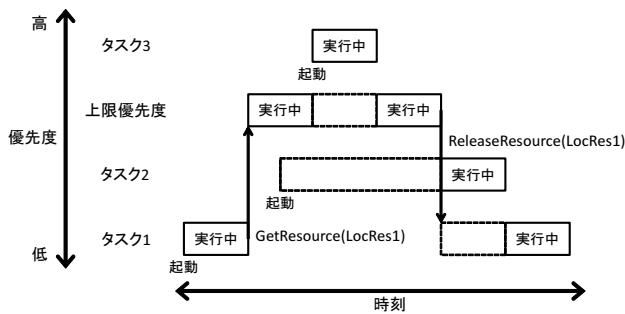 高
タスク3
実行中
起動
上限優先度
実行中
実行中
優先度
ReleaseResource(LocRes1)
タスク2
実行中
起動
タスク1
実行中
GetResource(LocRes1)
実行中
低
起動
時刻